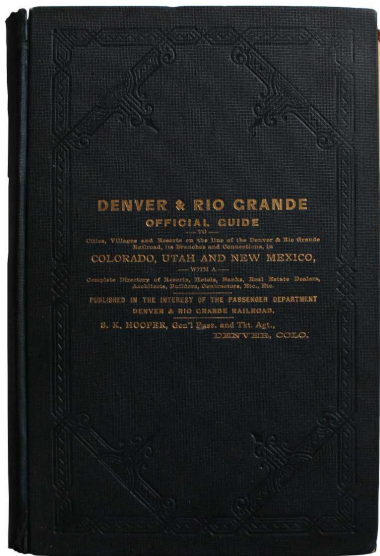 DENVER & RIO GRANDE
OFFICIAL GUIDE
TO
Cities, Villages and Resorts on the line of the Denver & Rio Grande
Railroad, its Branches and Connections, in
COLORADO, UTAH AND NEW MEXICO,
WITH A
Complete Directory of Resorts, Hotels, Banks, Real Estate Dealers,
Architects, Builders, Contractors, Etc., Etc.
PUBLISHED IN THE INTEREST OF THE PASSENGER DEPARTMENT
DENVER & RIO GRANDE RAILROAD.
S. K. HOOPER, Gen'l Pass. and Tkt. Agt.,
DENVER, COLO.